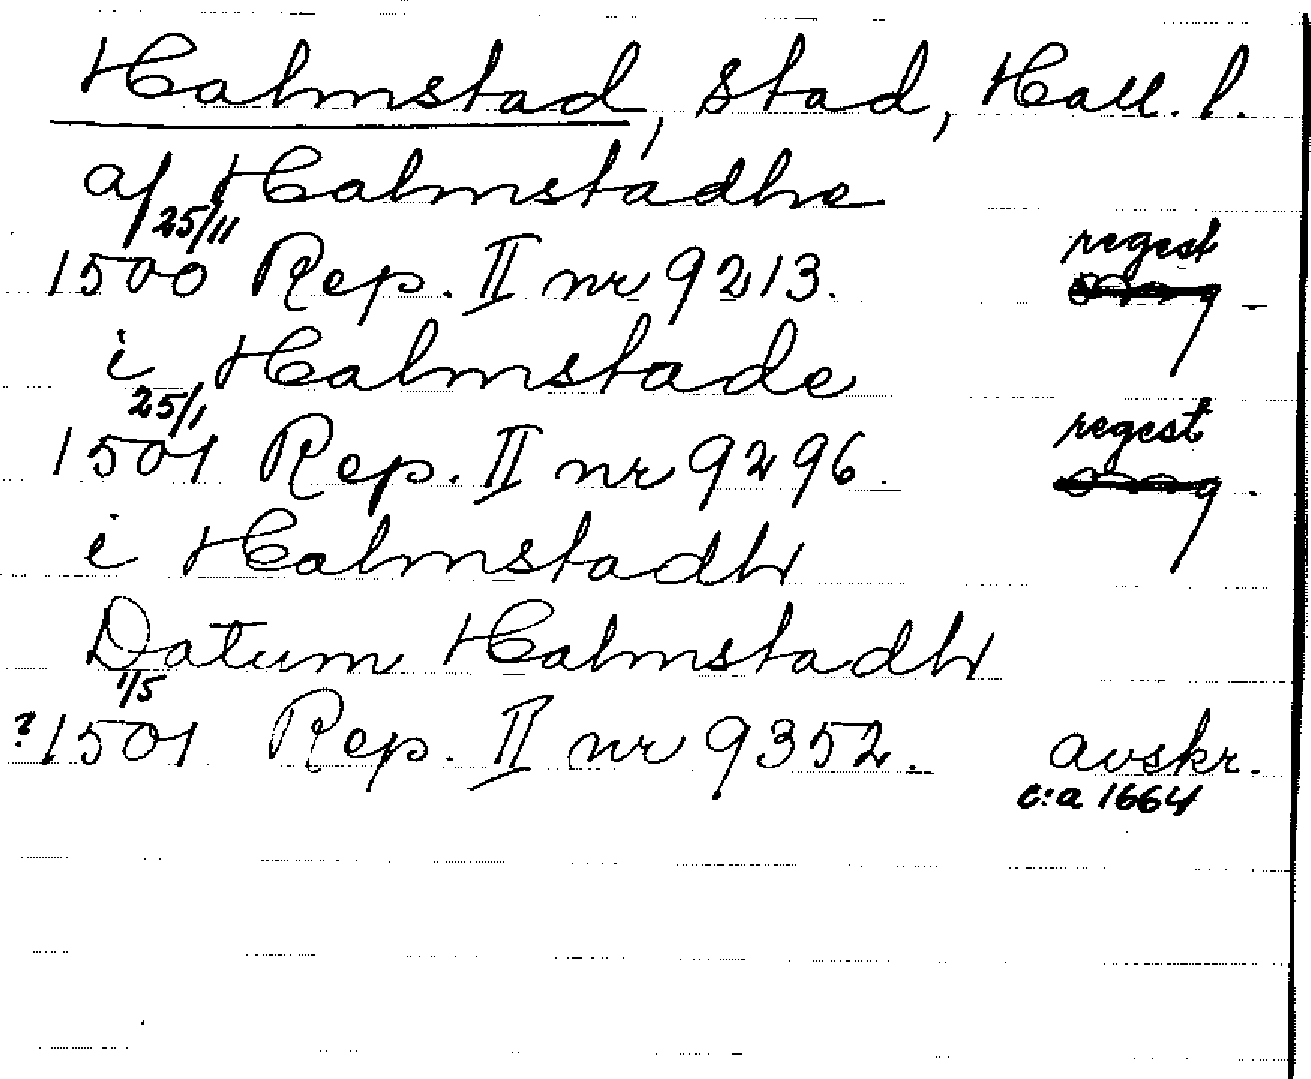 Halmstad, stad, Hall. l.
af Halmstadhe
25/11
regest
1500 Rep. II nr 9213.
i Halmstade
25/1
regest
1501 Rep. II nr 9296.
i Halmstadh
Datum Halmstadh
1/5
?1501 Rep. II nr 9352. avskr.
c:a 1664